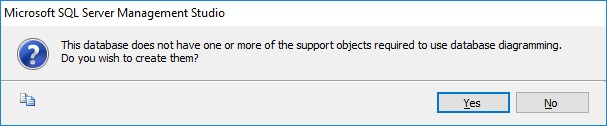 Microsoft SQL Server Management Studio
This database does not have one or more of the support objects required to use database diagramming.
Do you wish to create them?
Yes
No